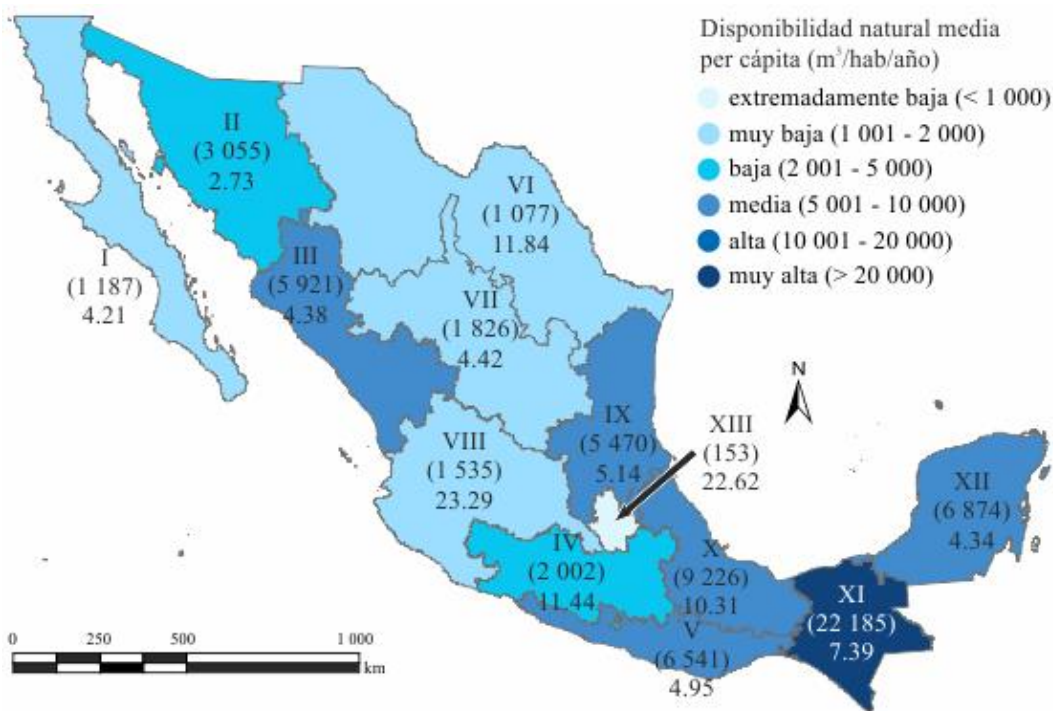 Disponibilidad natural media
per cápita (m³/hab/año)
extremadamente baja (< 1 000)
muy baja (1 001 - 2 000)
baja (2 001 - 5 000)
media (5 001 - 10 000)
alta (10 001 - 20 000)
muy alta (> 20 000)
II
(3 055)
2.73
VI
(1 077)
11.84
I
(1 187)
4.21
III
(5 921)
4.38
VII
(1 826)
4.42
N
IX
(5 470)
5.14
XIII
(153)
22.62
VIII
(1 535)
23.29
XII
(6 874)
4.34
IV
(2 002)
11.44
X
(9 226)
10.31
XI
(22 185)
7.39
V
(6 541)
4.95
0 250 500 1 000
km